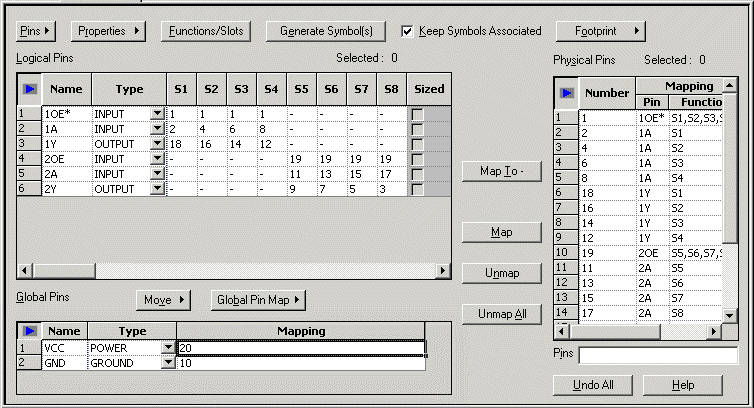 Pins Properties Functions/Slots Generate Symbol(s) Keep Symbols Associated Footprint
Logical Pins Selected : 0
Name Type S1 S2 S3 S4 S5 S6 S7 S8 Sized
1 1OE* INPUT 1 1 1 1 - - - -
2 1A INPUT 2 4 6 8 - - - -
3 1Y OUTPUT 18 16 14 12 - - - -
4 2OE INPUT - - - - 19 19 19 19
5 2A INPUT - - - - 11 13 15 17
6 2Y OUTPUT - - - - 9 7 5 3
Map To -
Map
Unmap
Unmap All
Global Pins Move Global Pin Map
Name Type Mapping
1 VCC POWER 20
2 GND GROUND 10
Physical Pins Selected : 0
Number Mapping
Pin Functio
1 1 1OE* S1,S2,S3,S
2 2 1A S1
3 4 1A S2
4 6 1A S3
5 8 1A S4
6 18 1Y S1
7 16 1Y S2
8 14 1Y S3
9 12 1Y S4
10 19 2OE S5,S6,S7,S
11 11 2A S5
12 13 2A S6
13 15 2A S7
14 17 2A S8
Pins
Undo All Help